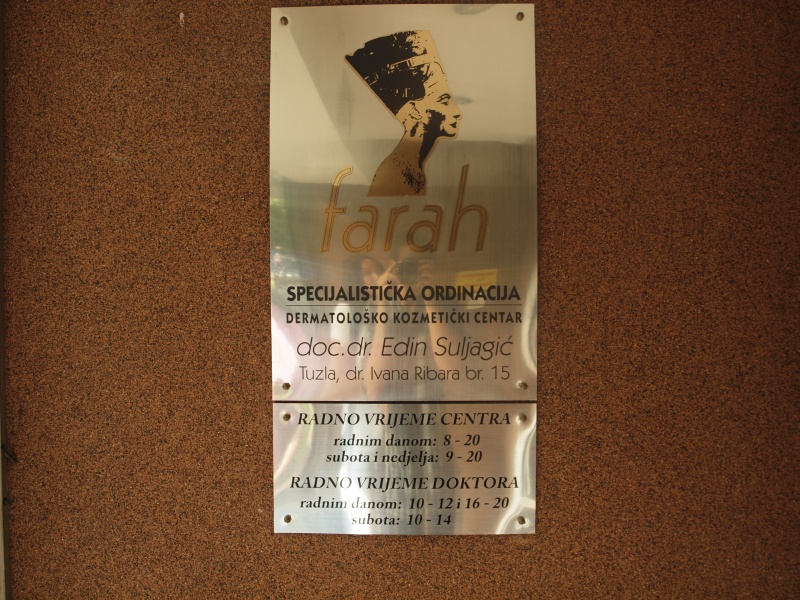 farah
SPECIJALISTIČKA ORDINACIJA
DERMATOLOŠKO KOZMETIČKI CENTAR
doc.dr. Edin Suljagić
Tuzla, dr. Ivana Ribara br. 15
RADNO VRIJEME CENTRA
radnim danom: 8 - 20
subota i nedjelja: 9 - 20
RADNO VRIJEME DOKTORA
radnim danom: 10 - 12 i 16 - 20
subota: 10 - 14